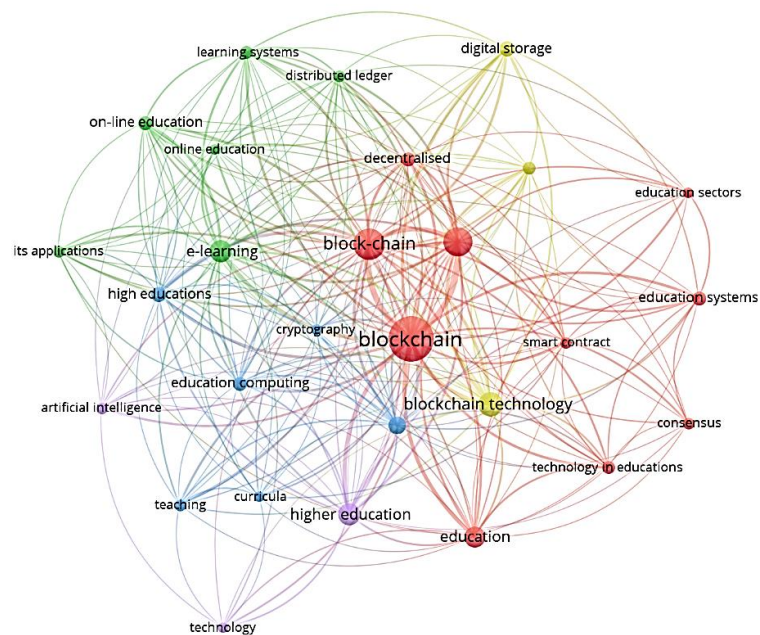 learning systems
digital storage
distributed ledger
on-line education
online education
decentralised
education sectors
block-chain
its applications
e-learning
high educations
education systems
cryptography
blockchain
smart contract
education computing
artificial intelligence
blockchain technology
consensus
technology in educations
curricula
teaching
higher education
education
technology